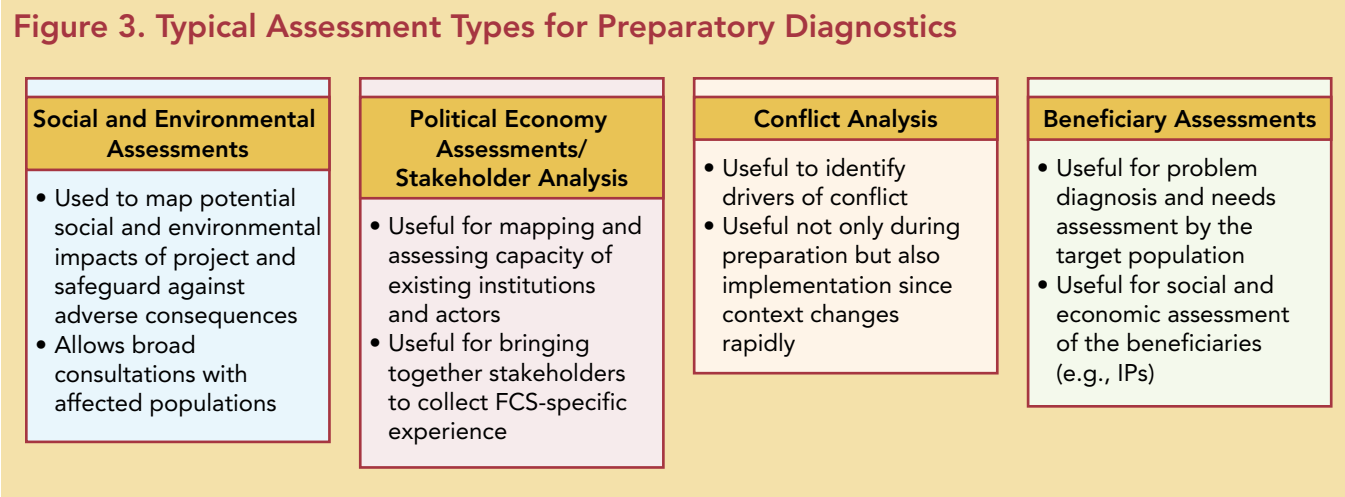 Figure 3. Typical Assessment Types for Preparatory Diagnostics
Social and Environmental
Assessments
• Used to map potential
social and environmental
impacts of project and
safeguard against
adverse consequences
• Allows broad
consultations with
affected populations
Political Economy
Assessments/
Stakeholder Analysis
• Useful for mapping and
assessing capacity of
existing institutions
and actors
• Useful for bringing
together stakeholders
to collect FCS-specific
experience
Conflict Analysis
• Useful to identify
drivers of conflict
• Useful not only during
preparation but also
implementation since
context changes
rapidly
Beneficiary Assessments
• Useful for problem
diagnosis and needs
assessment by the
target population
• Useful for social and
economic assessment
of the beneficiaries
(e.g., IPs)